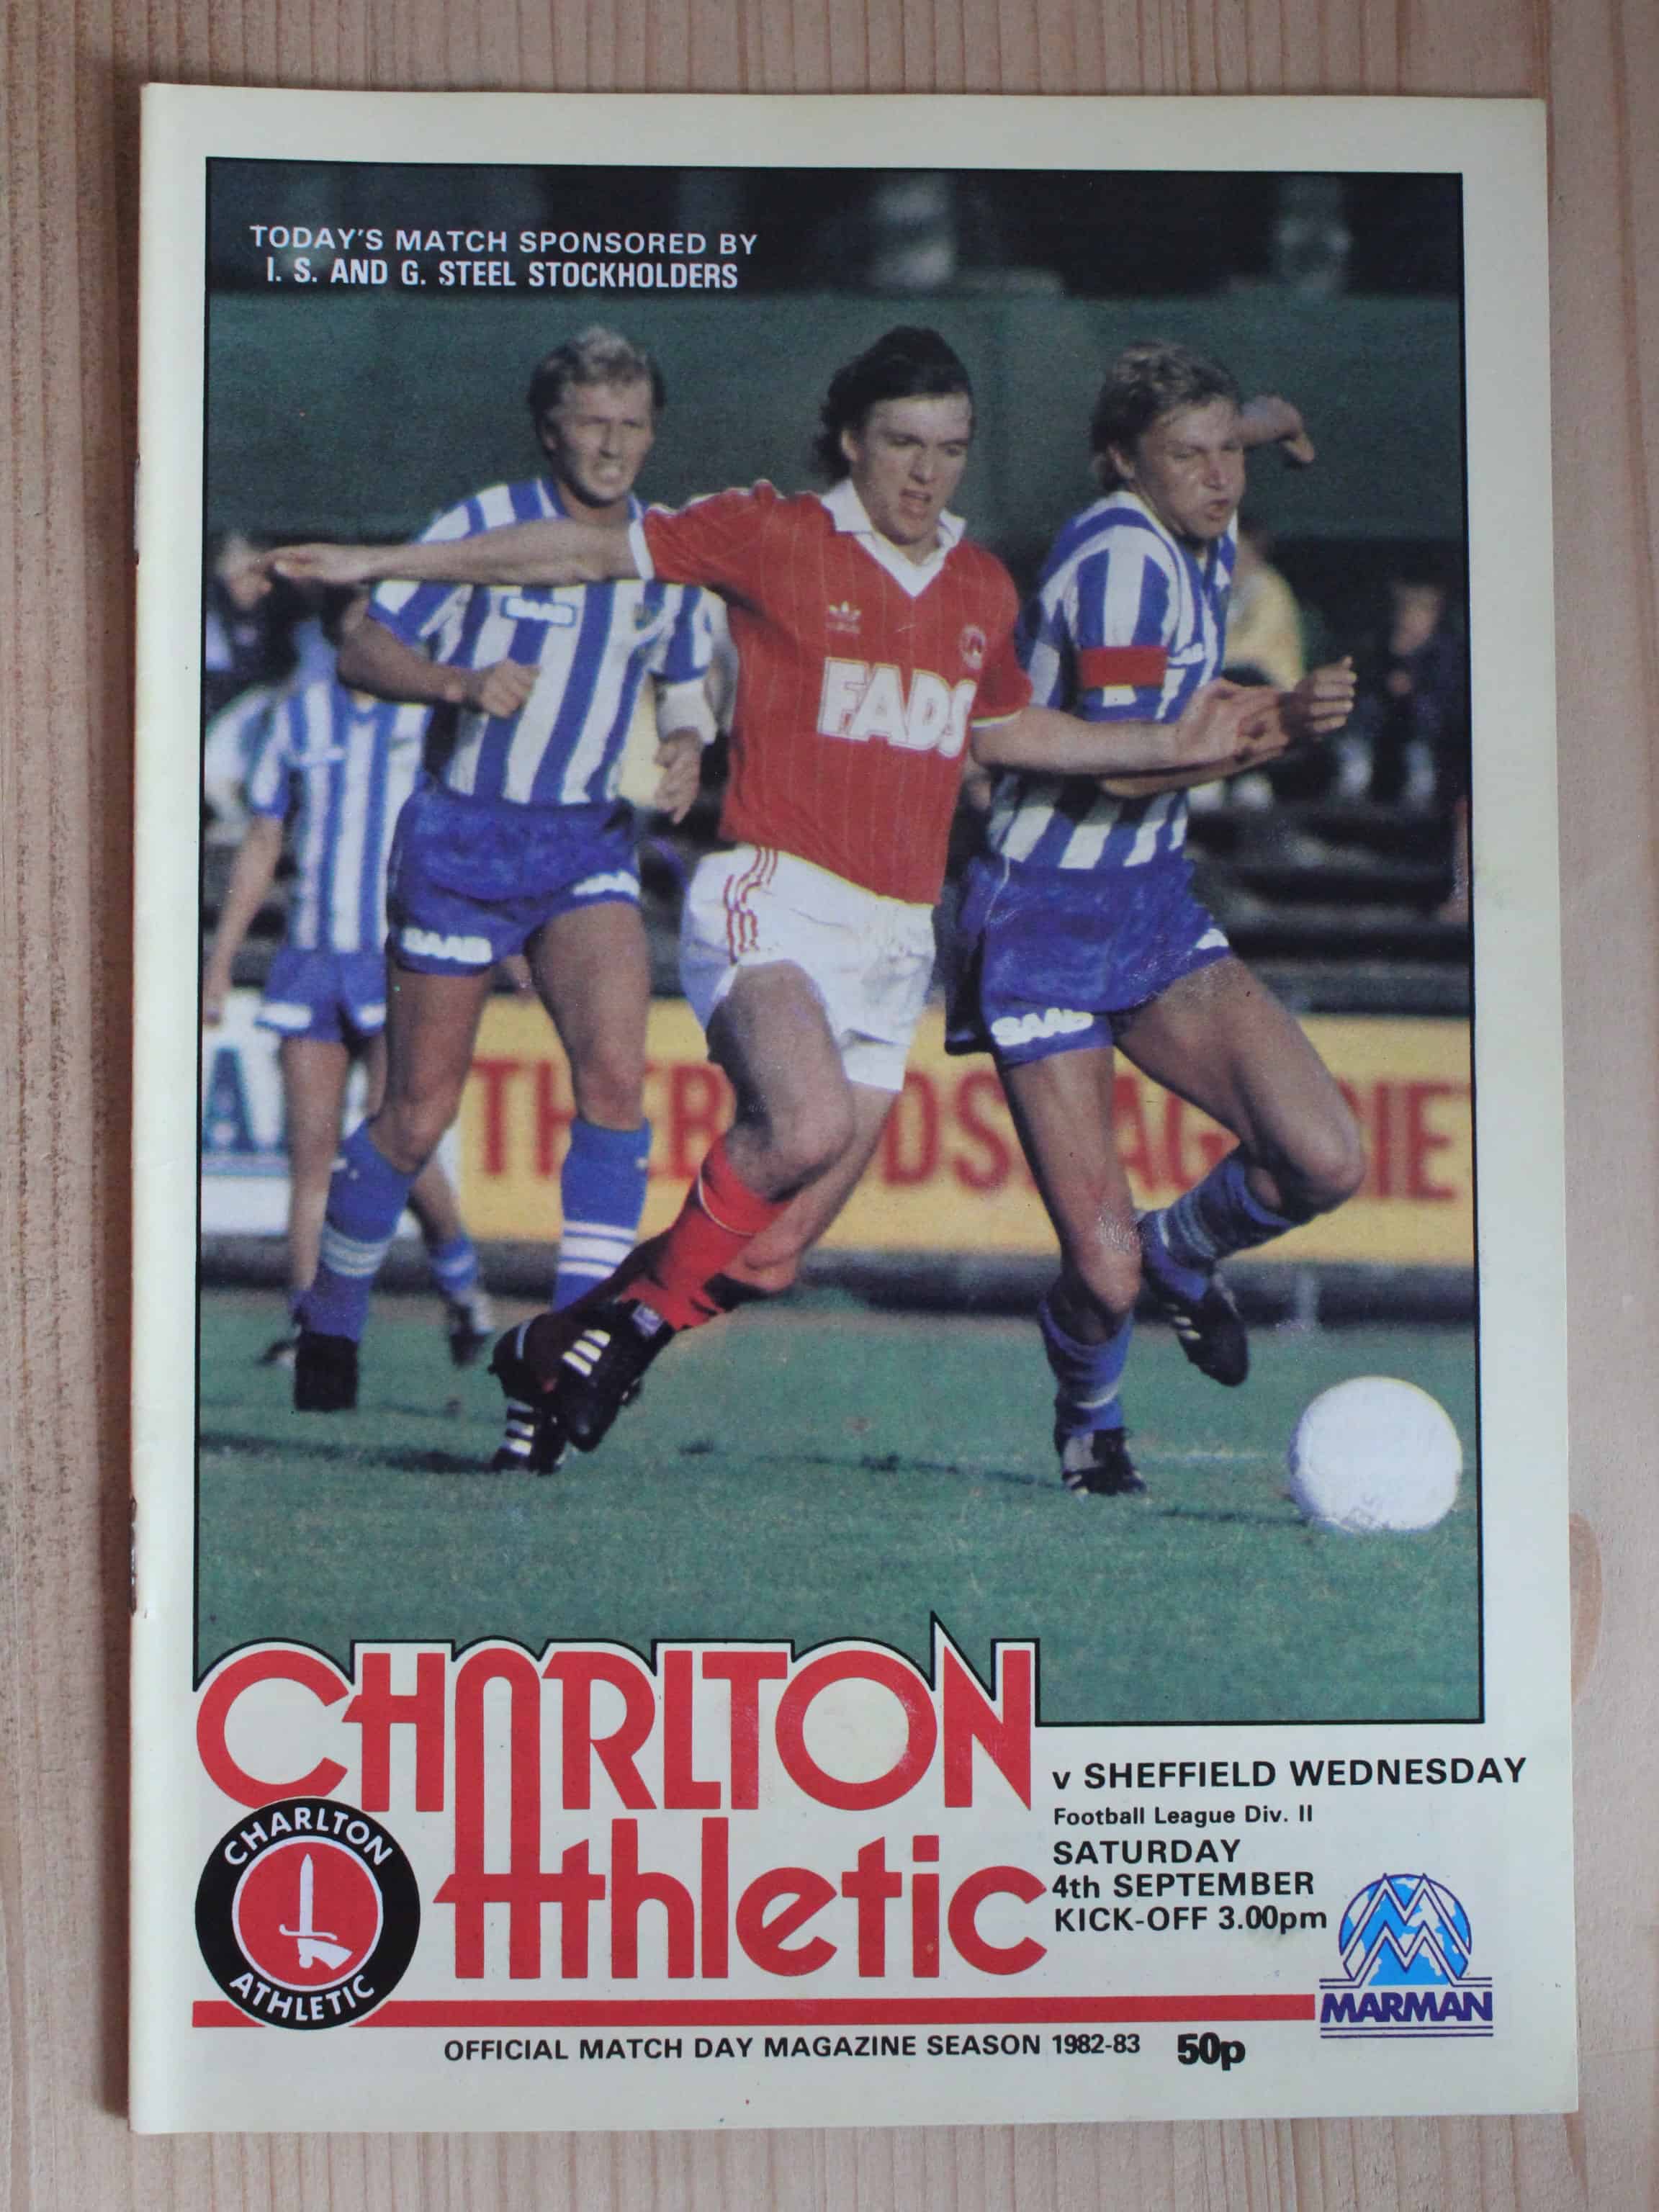 TODAY'S MATCH SPONSORED BY
I. S. AND G. STEEL STOCKHOLDERS
SAAB
FADS
SAAB
SAAB
CHARLTON
Athletic
v SHEFFIELD WEDNESDAY
Football League Div. II
SATURDAY
4th SEPTEMBER
KICK-OFF 3.00pm
CHARLTON
ATHLETIC
MARMAN
OFFICIAL MATCH DAY MAGAZINE SEASON 1982-83
50p